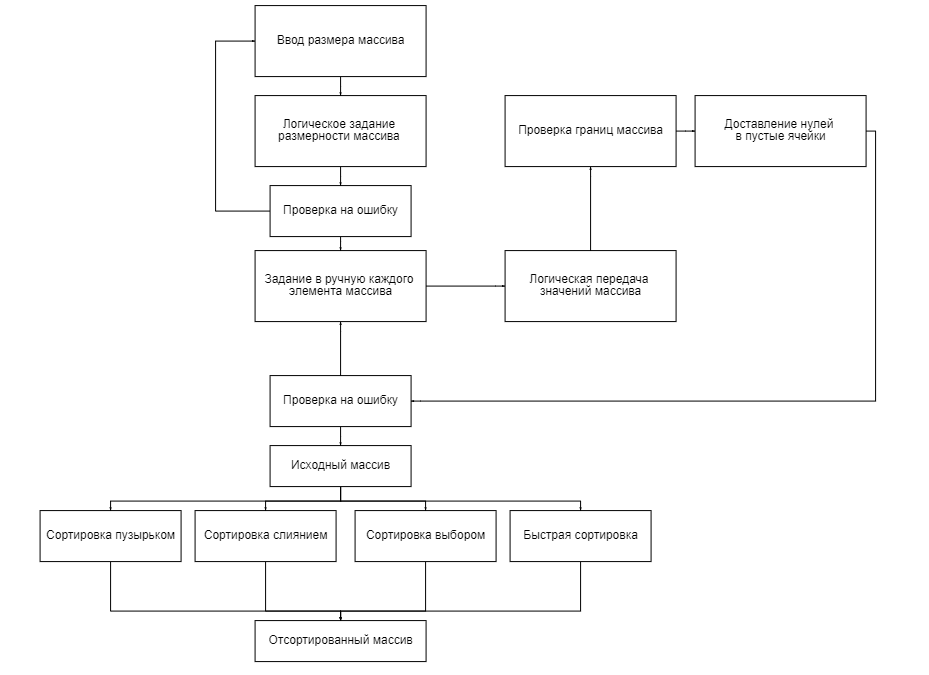 Ввод размера массива
Логическое задание
размерности массива
Проверка границ массива
Доставление нулей
в пустые ячейки
Проверка на ошибку
Задание в ручную каждого
элемента массива
Логическая передача
значений массива
Проверка на ошибку
Исходный массив
Сортировка пузырьком
Сортировка слиянием
Сортировка выбором
Быстрая сортировка
Отсортированный массив